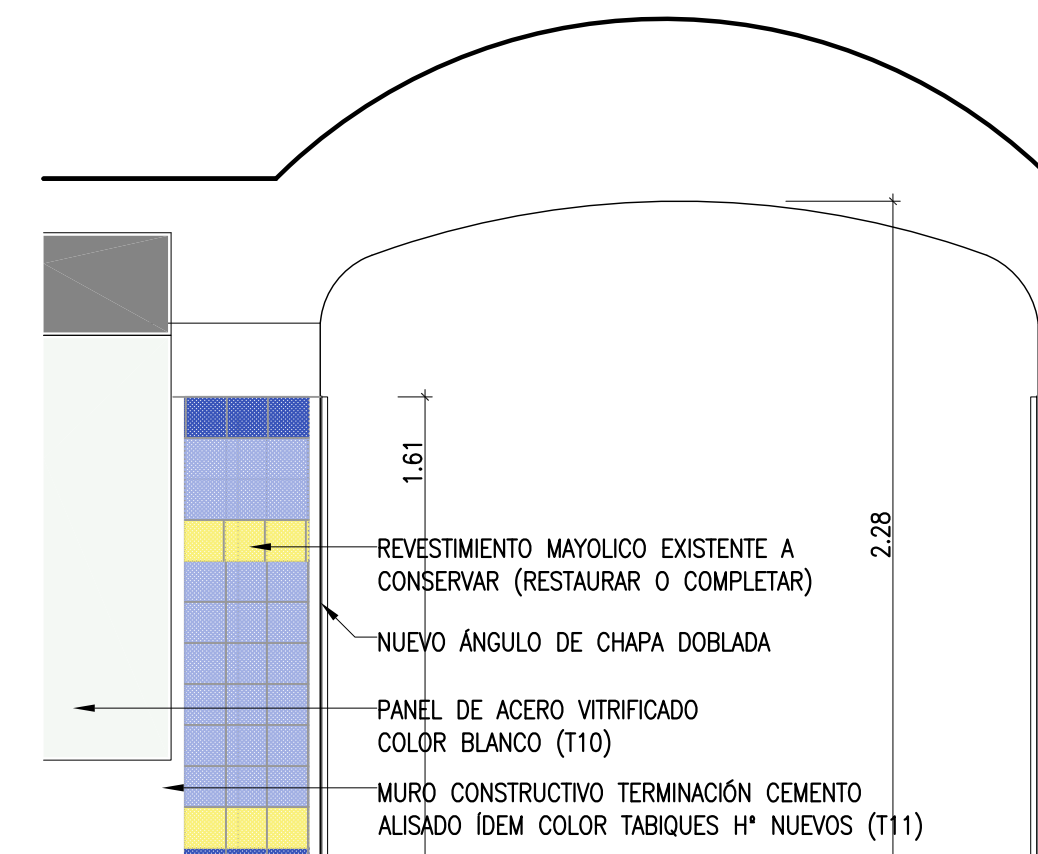 1.61
2.28
REVESTIMIENTO MAYOLICO EXISTENTE A
CONSERVAR (RESTAURAR O COMPLETAR)
NUEVO ÁNGULO DE CHAPA DOBLADA
PANEL DE ACERO VITRIFICADO
COLOR BLANCO (T10)
MURO CONSTRUCTIVO TERMINACIÓN CEMENTO
ALISADO ÍDEM COLOR TABIQUES Hº NUEVOS (T11)